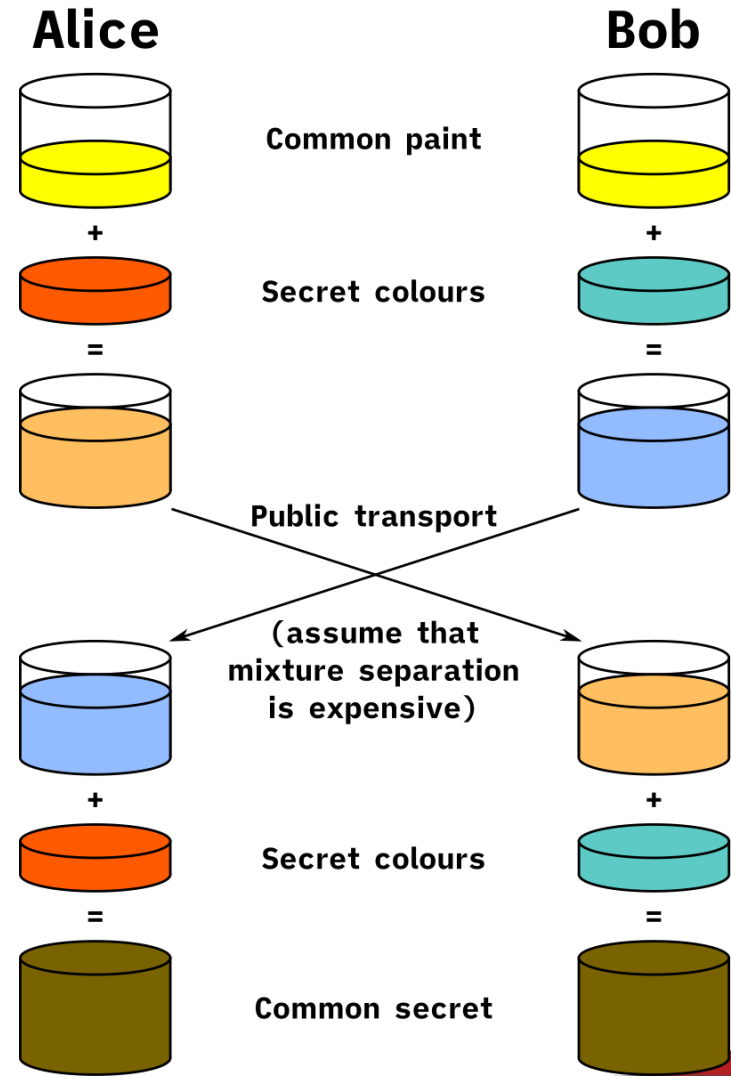 Alice
Bob
Common paint
+
+
Secret colours
=
=
Public transport
(assume that
mixture separation
is expensive)
+
+
Secret colours
=
=
Common secret